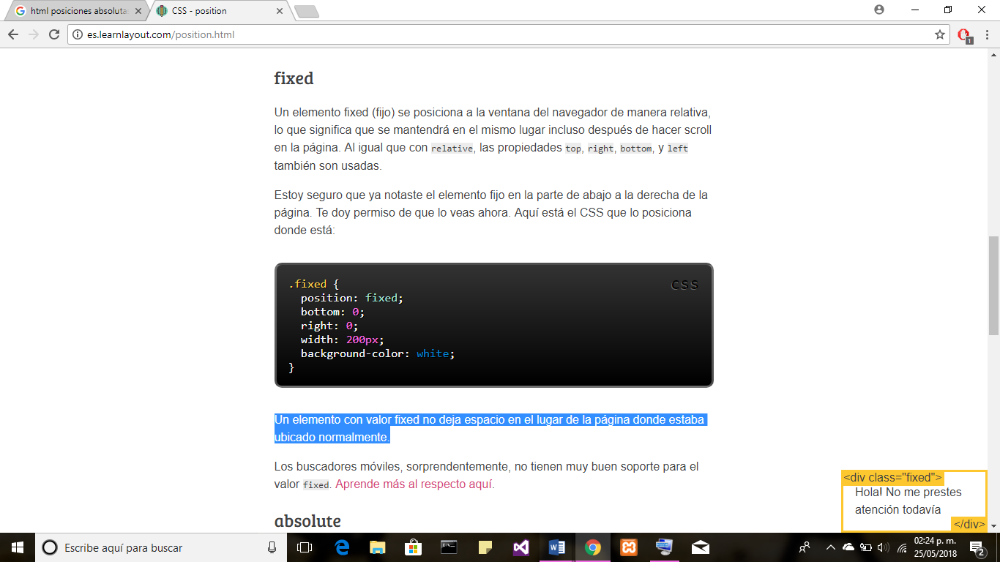 html posiciones absoluta
CSS - position
es.learnlayout.com/position.html
1
fixed
Un elemento fixed (fijo) se posiciona a la ventana del navegador de manera relativa,
lo que significa que se mantendrá en el mismo lugar incluso después de hacer scroll
en la página. Al igual que con relative, las propiedades top, right, bottom, y left
también son usadas.
Estoy seguro que ya notaste el elemento fijo en la parte de abajo a la derecha de la
página. Te doy permiso de que lo veas ahora. Aquí está el CSS que lo posiciona
donde está:
CSS
.fixed {
  position: fixed;
  bottom: 0;
  right: 0;
  width: 200px;
  background-color: white;
}
Un elemento con valor fixed no deja espacio en el lugar de la página donde estaba
ubicado normalmente.
Los buscadores móviles, sorprendentemente, no tienen muy buen soporte para el
valor fixed. Aprende más al respecto aquí.
absolute
<div class="fixed">
Hola! No me prestes
atención todavía
</div>
Escribe aquí para buscar
02:24 p. m.
25/05/2018
2